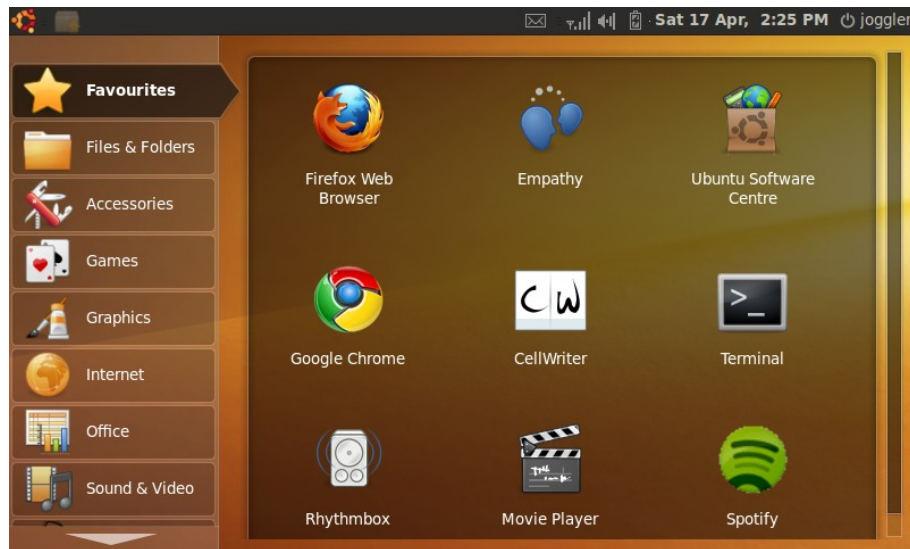 Sat 17 Apr, 2:25 PM joggler
Favourites
Files & Folders
Accessories
Games
Graphics
Internet
Office
Sound & Video
Firefox Web
Browser
Empathy
Ubuntu Software
Centre
Google Chrome
CW
CellWriter
>_
Terminal
Rhythmbox
Movie Player
Spotify